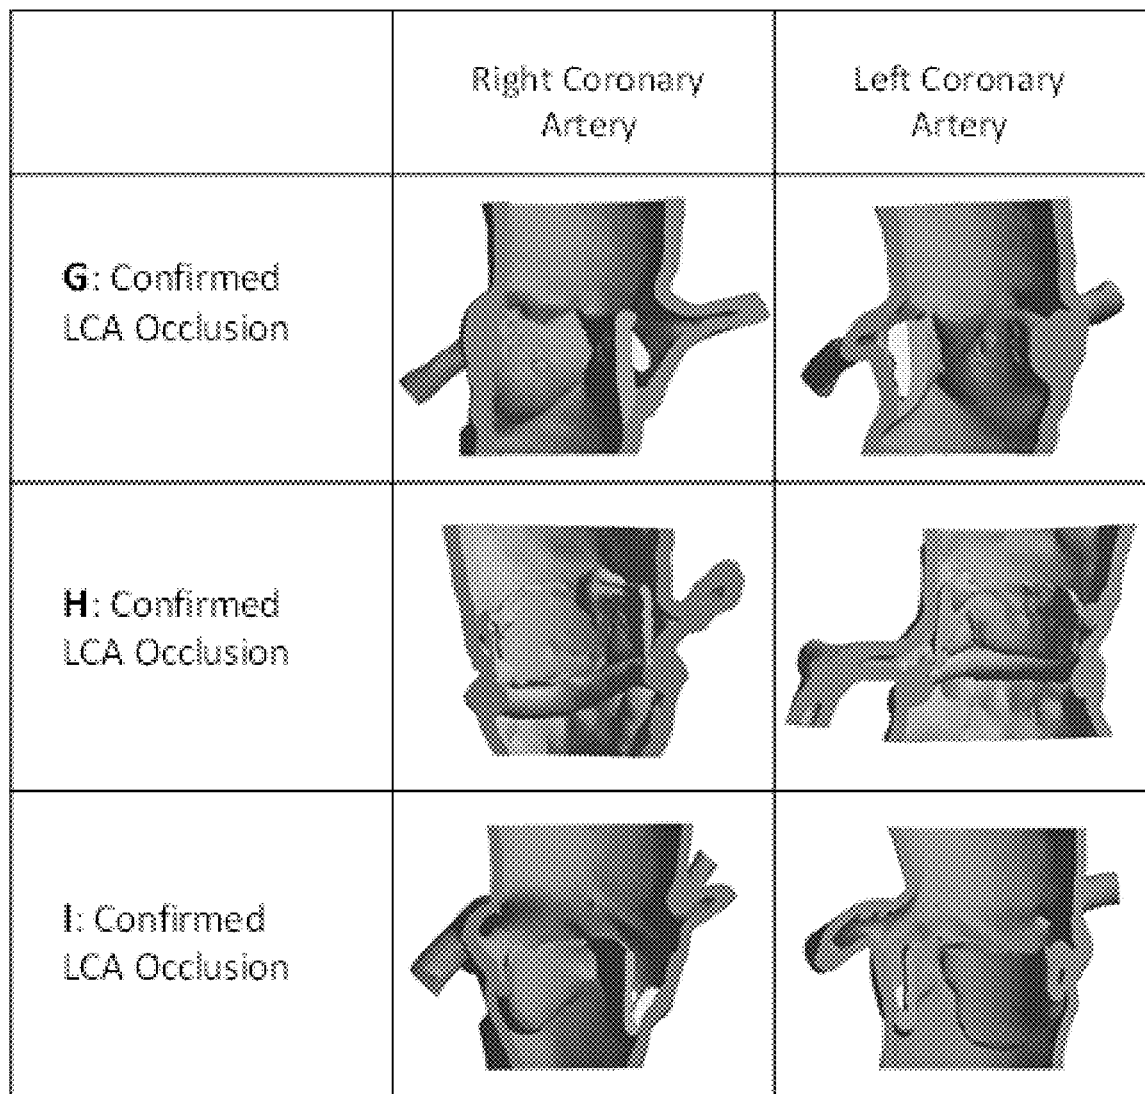 Right Coronary
Artery
Left Coronary
Artery
G: Confirmed
LCA Occlusion
H: Confirmed
LCA Occlusion
I: Confirmed
LCA Occlusion